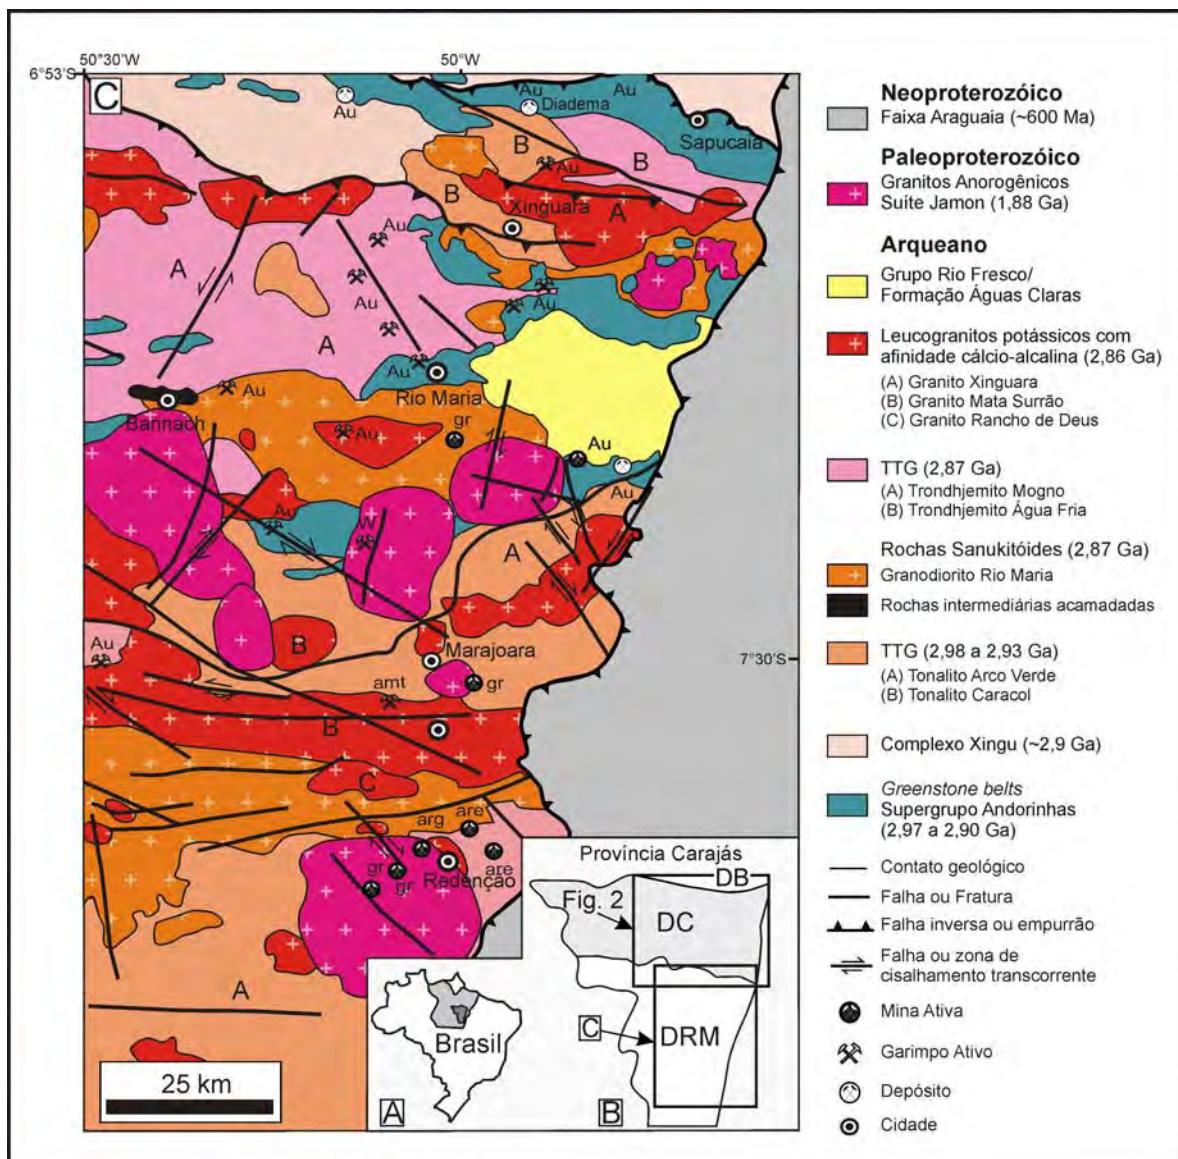 50°30'W
50°W
6°53'S
C
Au
Au
Au
Diadema
Sapucaia
B
Au
B
B
Xinguara
A
Au
A
Au
Au
Au
A
Au
Rio Maria
Au
Bannach
gr
Au
Au
Au
Au
W
A
B
Au
Marajoara
7°30'S
amt
gr
B
C
are
arg
gr
gr
Redenção
are
A
25 km
Província Carajás
DB
Fig. 2
DC
C
DRM
Brasil
A
B
Neoproterozóico
Faixa Araguaia (~600 Ma)
Paleoproterozóico
Granitos Anorogênicos
Suíte Jamon (1,88 Ga)
Arqueano
Grupo Rio Fresco/
Formação Águas Claras
Leucogranitos potássicos com
afinidade cálcio-alcalina (2,86 Ga)
(A) Granito Xinguara
(B) Granito Mata Surrão
(C) Granito Rancho de Deus
TTG (2,87 Ga)
(A) Trondhjemito Mogno
(B) Trondhjemito Água Fria
Rochas Sanukitóides (2,87 Ga)
Granodiorito Rio Maria
Rochas intermediárias acamadadas
TTG (2,98 a 2,93 Ga)
(A) Tonalito Arco Verde
(B) Tonalito Caracol
Complexo Xingu (~2,9 Ga)
Greenstone belts
Supergrupo Andorinhas
(2,97 a 2,90 Ga)
Contato geológico
Falha ou Fratura
Falha inversa ou empurrão
Falha ou zona de
cisalhamento transcorrente
Mina Ativa
Garimpo Ativo
Depósito
Cidade